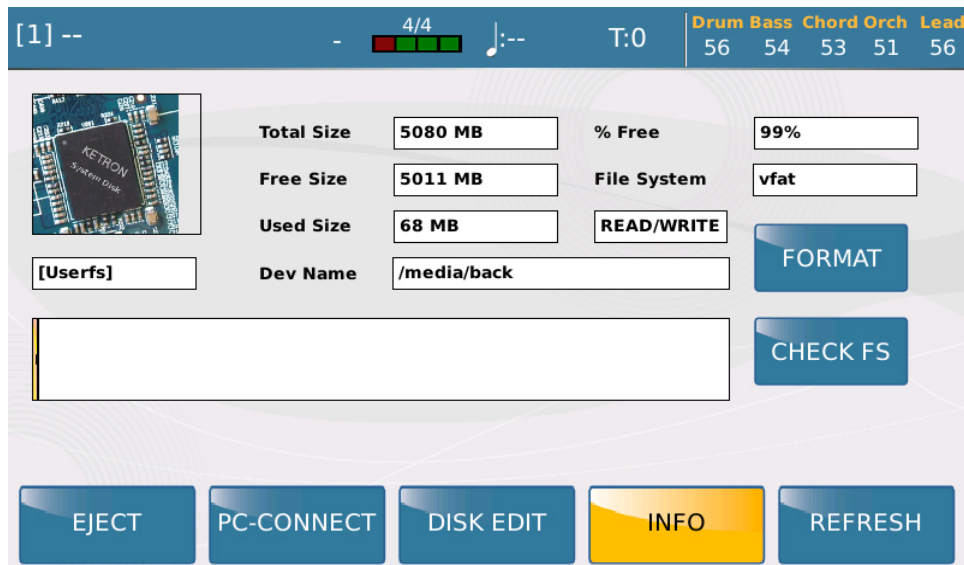 [1] -- - 4/4 :-- T:0 Drum Bass Chord Orch Lead
56 54 53 51 56
KETRON
System Disk
Total Size 5080 MB % Free 99%
Free Size 5011 MB File System vfat
Used Size 68 MB READ/WRITE
FORMAT
[Userfs] Dev Name /media/back
CHECK FS
EJECT PC-CONNECT DISK EDIT INFO REFRESH